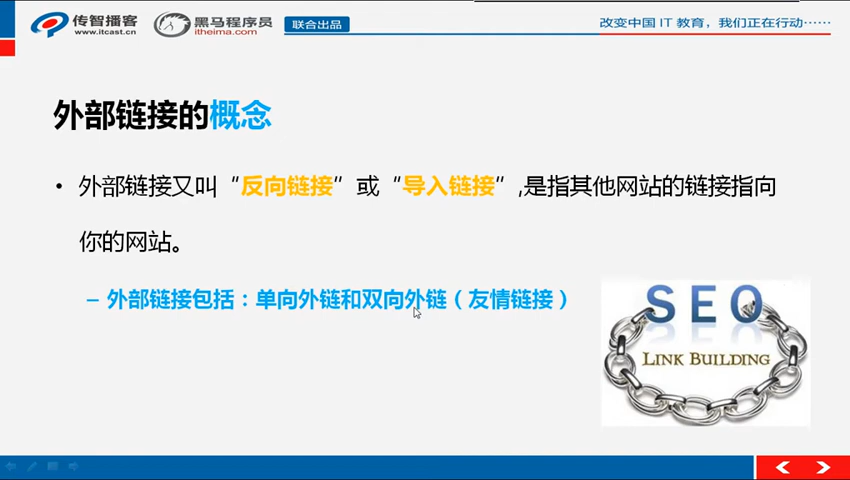 传智播客
www.itcast.cn
黑马程序员
itheima.com
联合出品
改变中国 IT 教育，我们正在行动……
外部链接的概念
• 外部链接又叫“反向链接”或“导入链接”,是指其他网站的链接指向
你的网站。
– 外部链接包括：单向外链和双向外链（友情链接）
SEO
LINK BUILDING